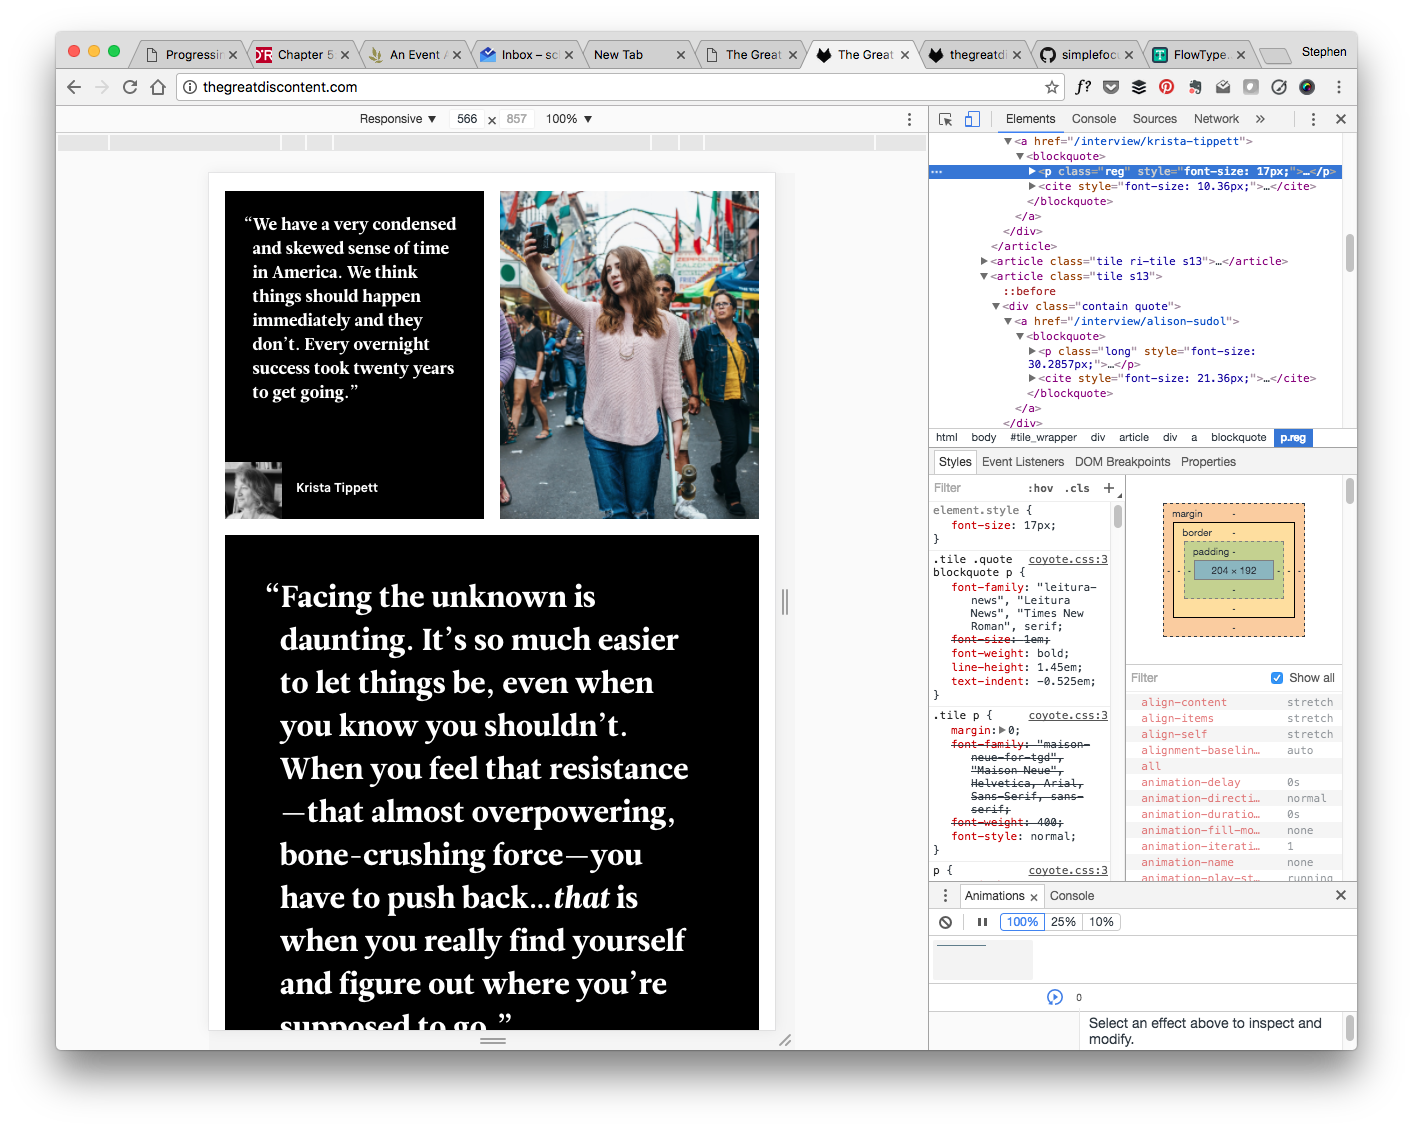 Progressin
Chapter 5
An Event
Inbox – sc
New Tab
The Great
The Great
thegreatdi
simplefoc
FlowType.
Stephen
thegreatdiscontent.com
f?
Responsive ▼ 566 × 857 100% ▼
Elements Console Sources Network »
▼<a href="/interview/krista-tippett">
▼<blockquote>
▶<p class="reg" style="font-size: 17px;">…</p>
▶<cite style="font-size: 10.36px;">…</cite>
</blockquote>
</a>
</div>
</article>
▶<article class="tile ri-tile s13">…</article>
▼<article class="tile s13">
::before
▼<div class="contain quote">
▼<a href="/interview/alison-sudol">
▼<blockquote>
▶<p class="long" style="font-size:
30.2857px;">…</p>
▶<cite style="font-size: 21.36px;">…</cite>
</blockquote>
</a>
</div>
html body #tile_wrapper div article div a blockquote p.reg
“We have a very condensed
and skewed sense of time
in America. We think
things should happen
immediately and they
don’t. Every overnight
success took twenty years
to get going.”
Krista Tippett
“Facing the unknown is
daunting. It’s so much easier
to let things be, even when
you know you shouldn’t.
When you feel that resistance
—that almost overpowering,
bone-crushing force—you
have to push back…that is
when you really find yourself
and figure out where you’re
supposed to go.”
Styles Event Listeners DOM Breakpoints Properties
Filter :hov .cls +
element.style {
font-size: 17px;
}
.tile .quote coyote.css:3
blockquote p {
font-family: "leitura-
news", "Leitura
News", "Times New
Roman", serif;
font-size: 1em;
font-weight: bold;
line-height: 1.45em;
text-indent: -0.525em;
}
.tile p { coyote.css:3
margin:▶0;
font-family: "maison-
neue-for-tgd",
"Maison Neue",
Helvetica, Arial,
Sans-Serif, sans-
serif;
font-weight: 400;
font-style: normal;
}
p { coyote.css:3
margin -
border -
padding -
- - - 204 × 192 - - -
-
-
-
Filter Show all
align-content stretch
align-items stretch
align-self stretch
alignment-baselin… auto
all
animation-delay 0s
animation-directi… normal
animation-duratio… 0s
animation-fill-mo… none
animation-iterati… 1
animation-name none
animation-play-st… running
Animations × Console
100% 25% 10%
0
Select an effect above to inspect and
modify.